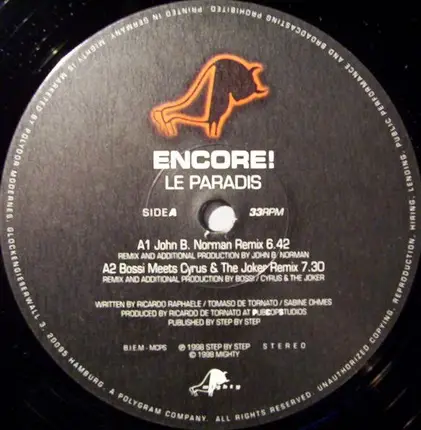 ENCORE!
LE PARADIS
SIDE A 33RPM
A1 John B. Norman Remix 6.42
REMIX AND ADDITIONAL PRODUCTION BY JOHN B. NORMAN
A2 Bossi Meets Cyrus & The Joker Remix 7.30
REMIX AND ADDITIONAL PRODUCTION BY BOSSI / CYRUS & THE JOKER
WRITTEN BY RICARDO RAPHAELE / TOMASO DE TORNATO / SABINE OHMES
PRODUCED BY RICARDO DE TORNATO AT PUBCOPSTUDIOS
PUBLISHED BY STEP BY STEP
B.I.E.M - MCPS ℗ 1998 STEP BY STEP STEREO
© 1998 MIGHTY
mighty
MIGHTY IS MARKETED BY POLYDOR MODERNES, GLOCKENGIEßERWALL 3, 20095 HAMBURG. A POLYGRAM COMPANY. ALL RIGHTS RESERVED. UNAUTHORIZED COPYING, REPRODUCTION, HIRING, LENDING, PUBLIC PERFORMANCE AND BROADCASTING PROHIBITED. PRINTED IN GERMANY